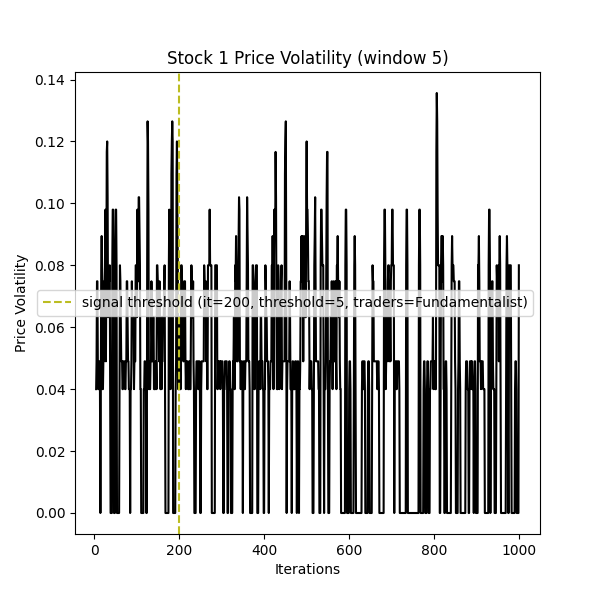 Stock 1 Price Volatility (window 5)
Price Volatility
0.14
0.12
0.10
0.08
0.06
0.04
0.02
0.00
signal threshold (it=200, threshold=5, traders=Fundamentalist)
0 200 400 600 800 1000
Iterations